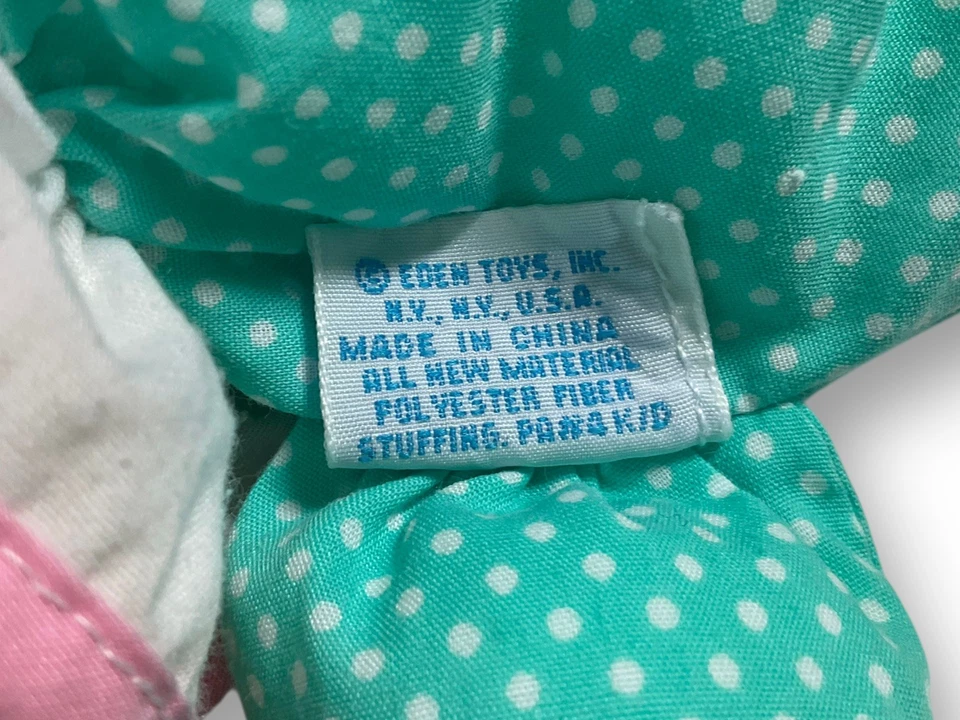 © EDEN TOYS, INC.
N.Y., N.Y., U.S.A.
MADE IN CHINA
ALL NEW MATERIAL
POLYESTER FIBER
STUFFING. PA#4 K/D